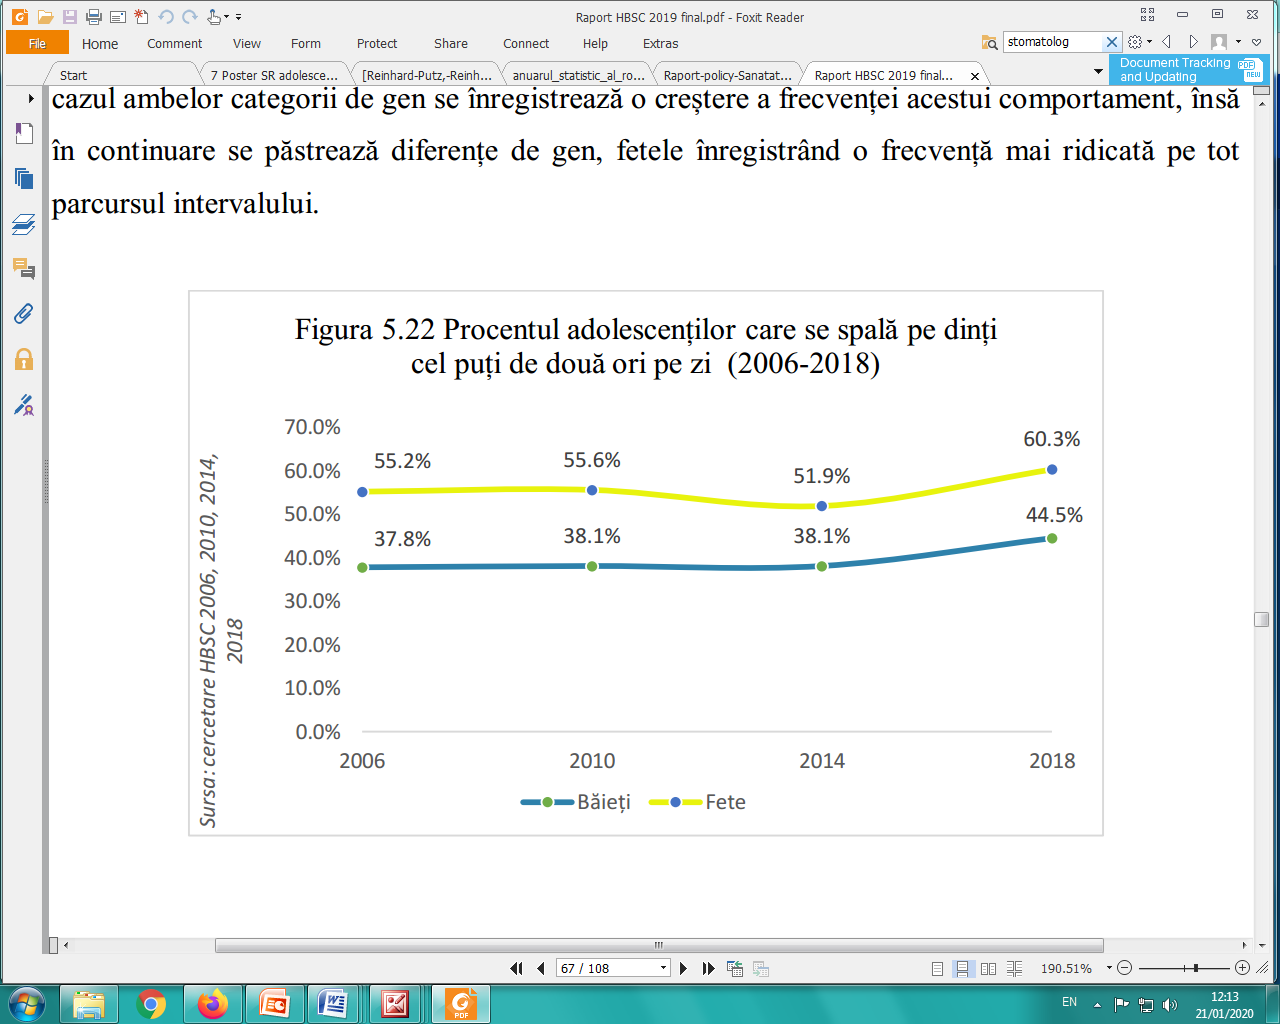 Raport HBSC 2019 final.pdf - Foxit Reader
File Home Comment View Form Protect Share Connect Help Extras stomatolog
Start 7 Poster SR adolesce... [Reinhard-Putz,-Reinh... anuarul_statistic_al_ro... Raport-policy-Sanatat... Raport HBSC 2019 final...
Document Tracking
and Updating
PDF
NEW
cazul ambelor categorii de gen se înregistrează o creștere a frecvenței acestui comportament, însă
în continuare se păstrează diferențe de gen, fetele înregistrând o frecvență mai ridicată pe tot
parcursul intervalului.
Figura 5.22 Procentul adolescenților care se spală pe dinți
cel puți de două ori pe zi (2006-2018)
Sursa: cercetare HBSC 2006, 2010, 2014,
2018
70.0%
60.0%
50.0%
40.0%
30.0%
20.0%
10.0%
0.0%
55.2% 55.6% 51.9% 60.3%
37.8% 38.1% 38.1% 44.5%
2006 2010 2014 2018
Băieți Fete
67 / 108 190.51%
PDF
EN 12:13
21/01/2020